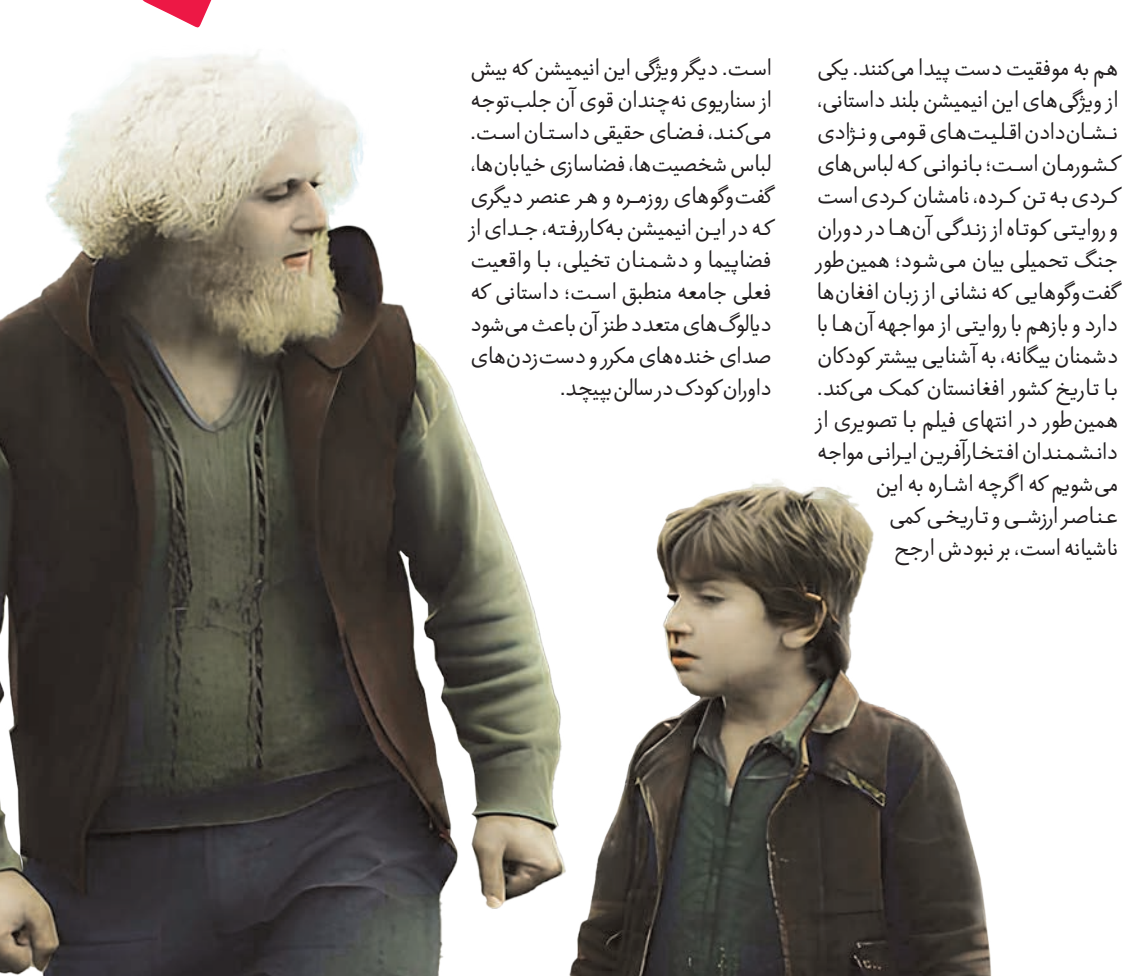 هم به موفقیت دست پیدا می‌کنند. یکی
از ویژگی‌های این انیمیشن بلند داستانی،
نشان‌دادن اقلیت‌های قومی و نژادی
کشورمان است؛ بانوانی که لباس‌های
کردی به تن کرده، نامشان کردی است
و روایتی کوتاه از زندگی آن‌ها در دوران
جنگ تحمیلی بیان می‌شود؛ همین‌طور
گفت‌وگوهایی که نشانی از زبان افغان‌ها
دارد و بازهم با روایتی از مواجهه آن‌ها با
دشمنان بیگانه، به آشنایی بیشتر کودکان
با تاریخ کشور افغانستان کمک می‌کند.
همین‌طور در انتهای فیلم با تصویری از
دانشمندان افتخارآفرین ایرانی مواجه
می‌شویم که اگرچه اشاره به این
عناصر ارزشی و تاریخی کمی
ناشیانه است، بر نبودش ارجح
است. دیگر ویژگی این انیمیشن که بیش
از سناریوی نه‌چندان قوی آن جلب‌توجه
می‌کند، فضای حقیقی داستان است.
لباس شخصیت‌ها، فضاسازی خیابان‌ها،
گفت‌وگوهای روزمره و هر عنصر دیگری
که در این انیمیشن به‌کاررفته، جدای از
فضاپیما و دشمنان تخیلی، با واقعیت
فعلی جامعه منطبق است؛ داستانی که
دیالوگ‌های متعدد طنز آن باعث می‌شود
صدای خنده‌های مکرر و دست‌زدن‌های
داوران کودک در سالن بپیچد.